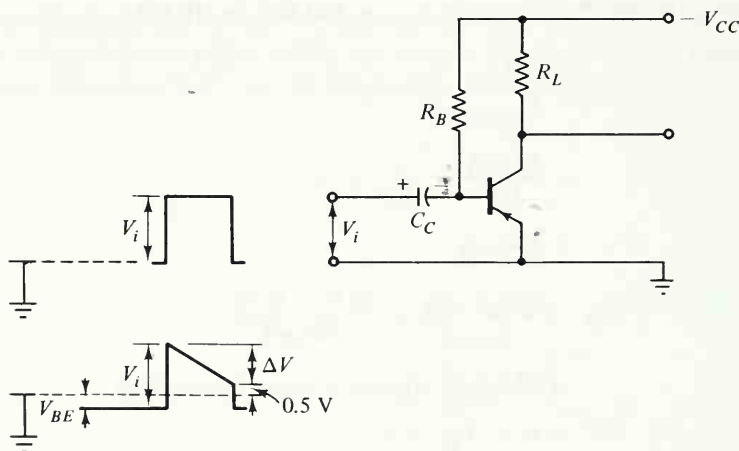 − V_CC
R_L
R_B
+
C_C
V_i
V_i
V_i
ΔV
V_BE
0.5 V